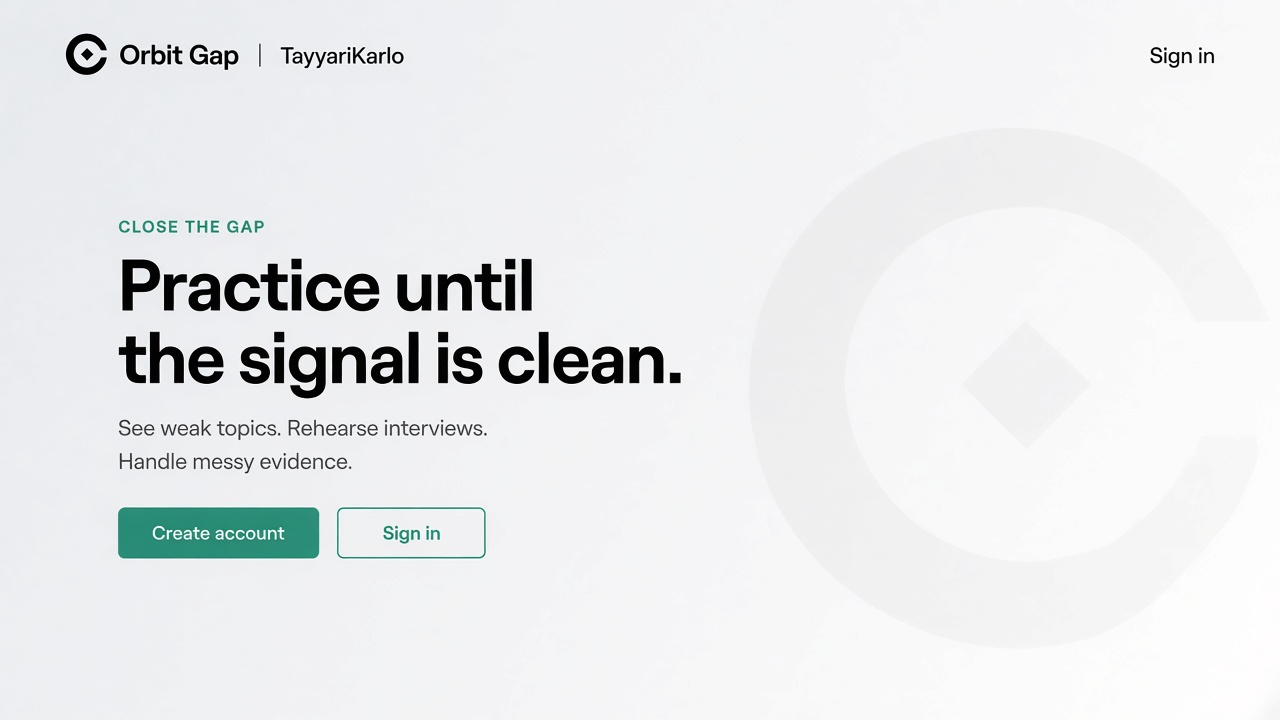 Orbit Gap | TayyariKarlo
Sign in
CLOSE THE GAP
Practice until
the signal is clean.
See weak topics. Rehearse interviews.
Handle messy evidence.
Create account
Sign in